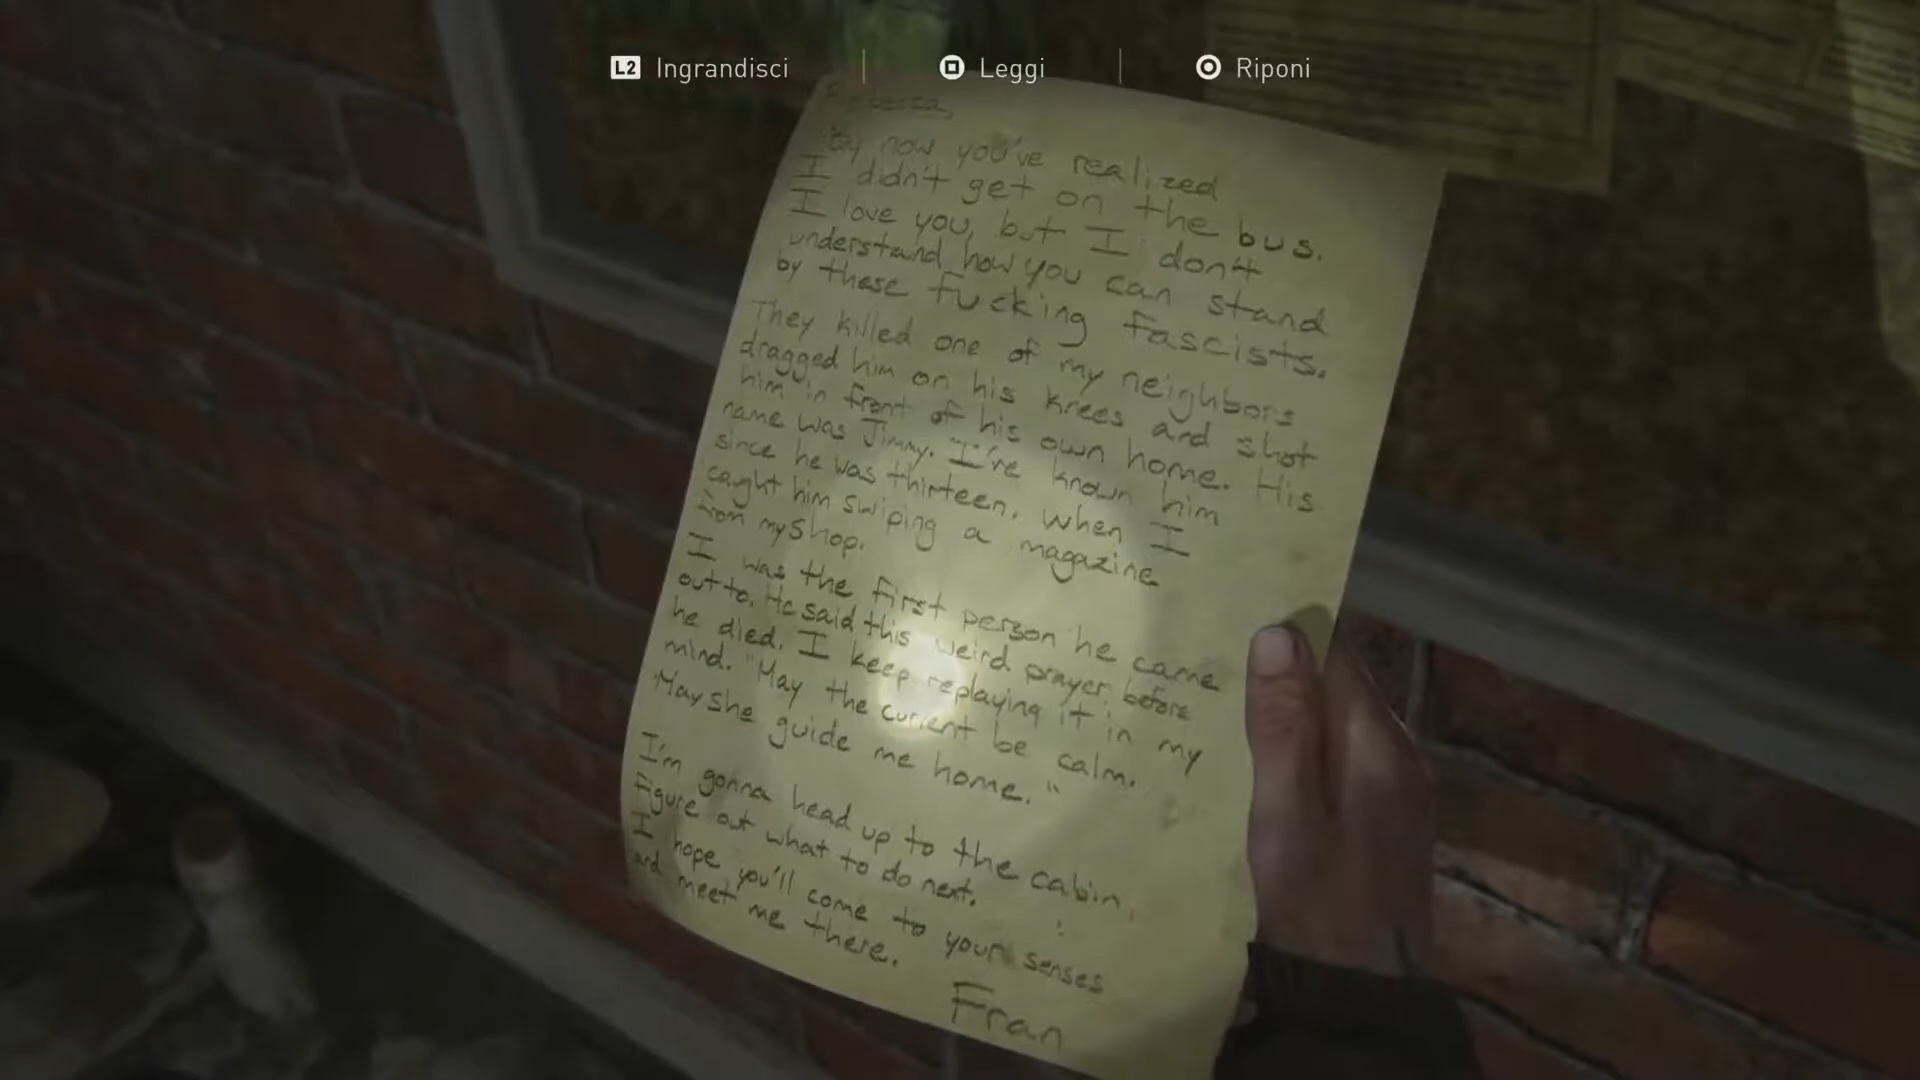 L2 Ingrandisci
Leggi
Riponi
By now you've realized
I didn't get on the bus.
I love you, but I don't
understand how you can stand
by these fucking fascists.
They killed one of my neighbors
dragged him on his knees and shot
him in front of his own home. His
name was Jimmy. I've known him
since he was thirteen. When I
caught him swiping a magazine
from my shop.
I was the first person he came
out to. He said this weird prayer before
he died. I keep replaying it in my
mind. "May the current be calm.
May she guide me home."
I'm gonna head up to the cabin,
figure out what to do next.
I hope you'll come to your senses
and meet me there.
Fran